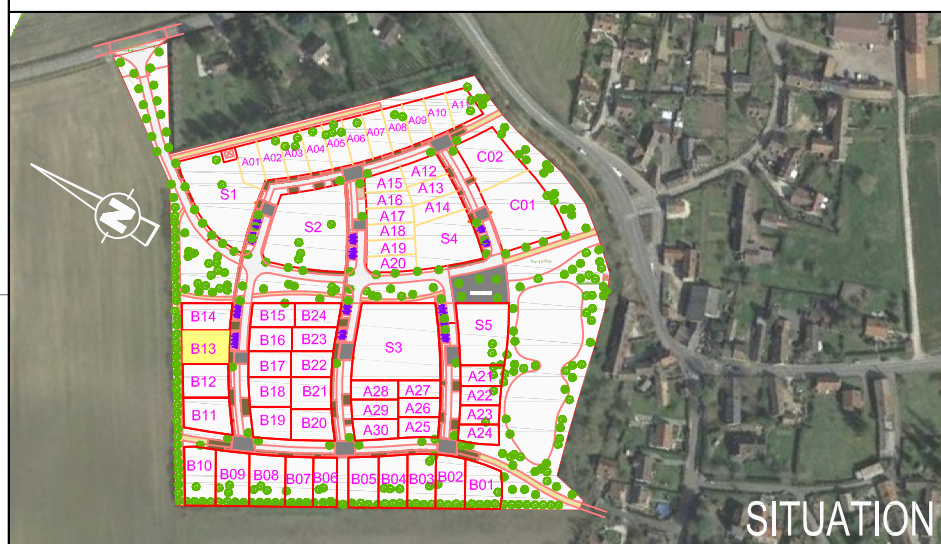 A11
A10
A09
A08
A07
A06
A05
A04
A03
A02
A01
C02
S1
A12
A15
A13
A16
A14
C01
A17
S2
A18
S4
A19
A20
N
B14
B15
B24
B16
B23
S5
B13
S3
B17
B22
A21
B12
B18
B21
A28
A27
A22
B11
A29
A26
A23
B19
B20
A30
A25
A24
B10
B09
B08
B07
B06
B05
B04
B03
B02
B01
SITUATION